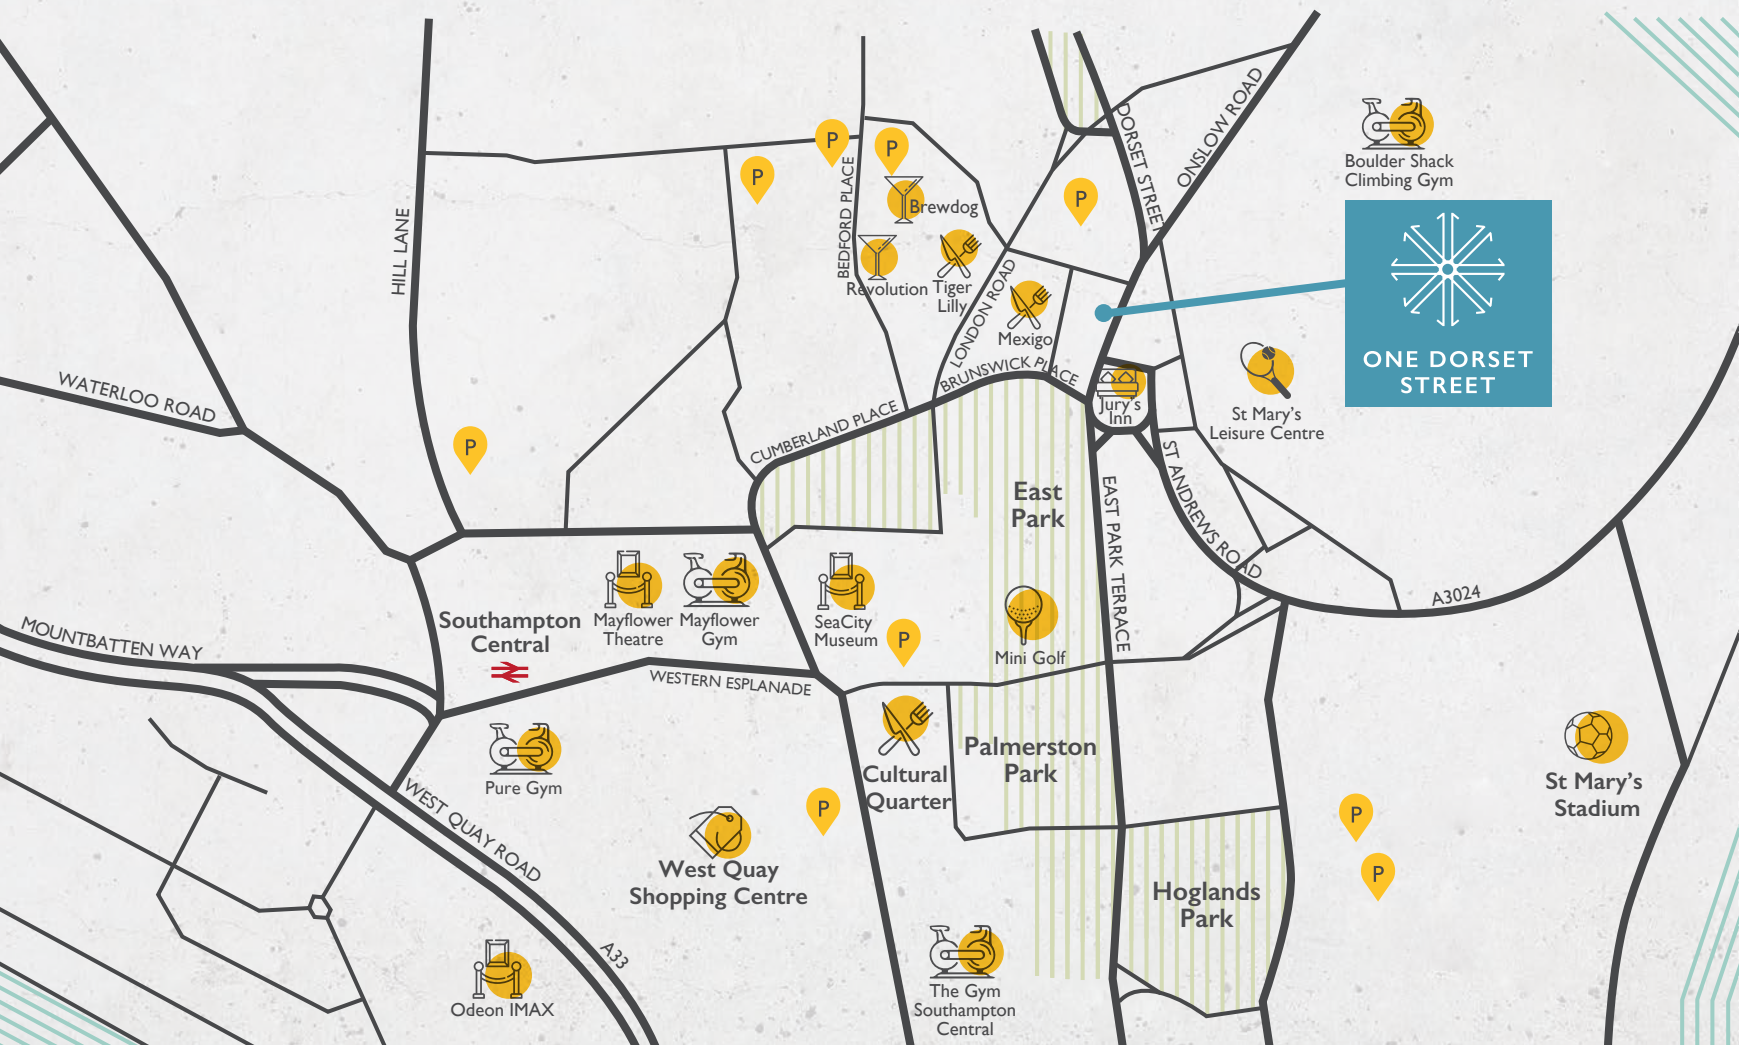 DORSET STREET
ONSLOW ROAD
Boulder Shack
Climbing Gym
P
P
P
P
P
BEDFORD PLACE
HILL LANE
Brewdog
Revolution
Tiger
Lilly
LONDON ROAD
Mexigo
BRUNSWICK PLACE
ONE DORSET
STREET
Jury's
Inn
St Mary's
Leisure Centre
WATERLOO ROAD
CUMBERLAND PLACE
P
East
Park
EAST PARK TERRACE
ST ANDREWS ROAD
A3024
Southampton
Central
Mayflower
Theatre
Mayflower
Gym
SeaCity
Museum
P
Mini Golf
MOUNTBATTEN WAY
WESTERN ESPLANADE
Cultural
Quarter
Palmerston
Park
Pure Gym
WEST QUAY ROAD
P
St Mary's
Stadium
P
P
West Quay
Shopping Centre
Hoglands
Park
A33
Odeon IMAX
The Gym
Southampton
Central